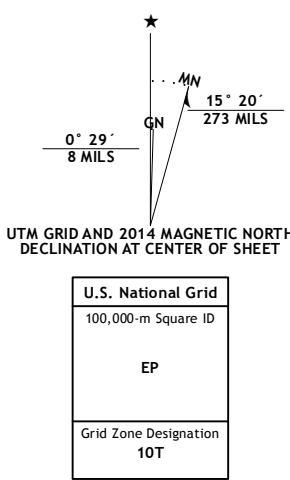 MN
15° 20´
273 MILS
GN
0° 29´
8 MILS
UTM GRID AND 2014 MAGNETIC NORTH
DECLINATION AT CENTER OF SHEET
U.S. National Grid
100,000-m Square ID
EP
Grid Zone Designation
10T